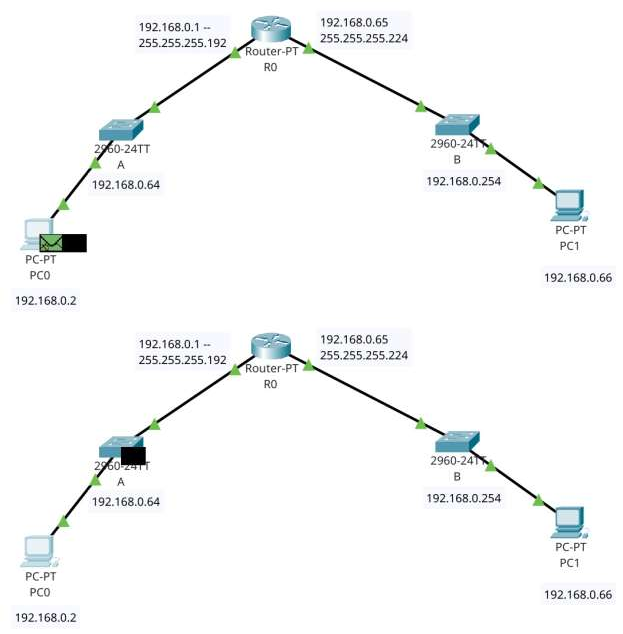 192.168.0.1 --
255.255.255.192
192.168.0.65
255.255.255.224
Router-PT
R0
2960-24TT
A
192.168.0.64
2960-24TT
B
192.168.0.254
PC-PT
PC0
192.168.0.2
PC-PT
PC1
192.168.0.66
192.168.0.1 --
255.255.255.192
192.168.0.65
255.255.255.224
Router-PT
R0
2960-24TT
A
192.168.0.64
2960-24TT
B
192.168.0.254
PC-PT
PC0
192.168.0.2
PC-PT
PC1
192.168.0.66